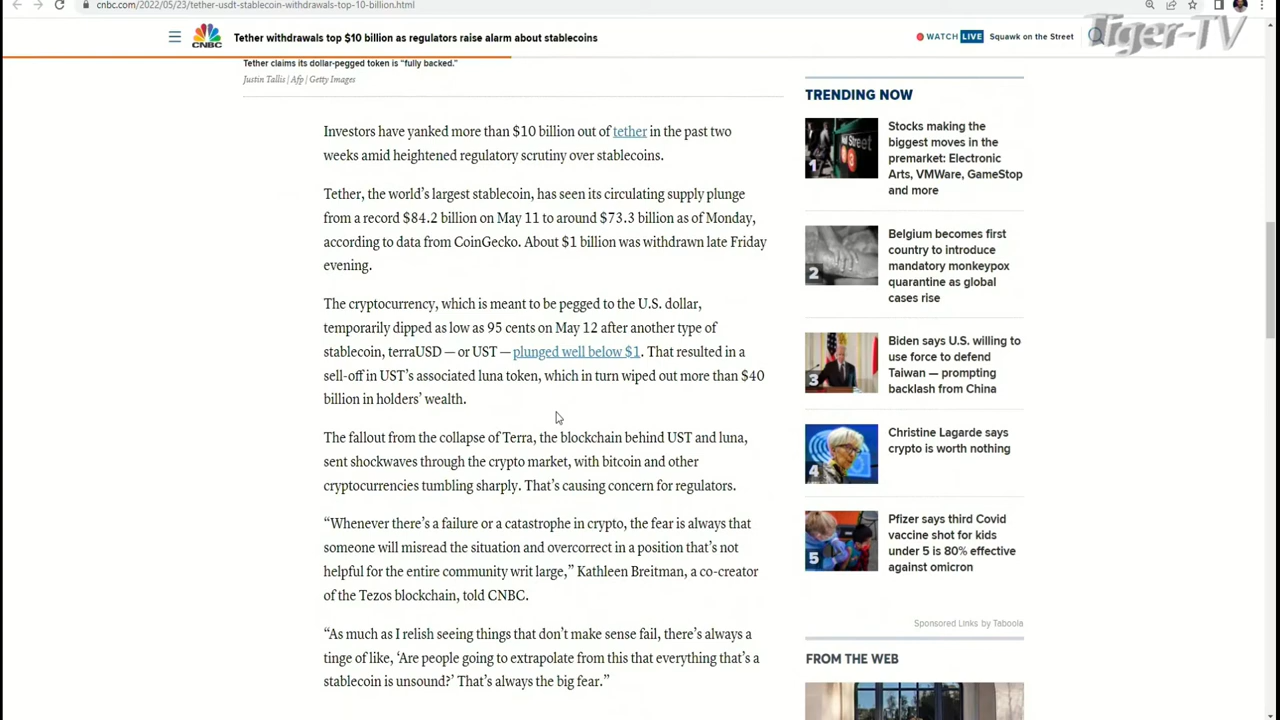 cnbc.com/2022/05/23/tether-usdt-stablecoin-withdrawals-top-10-billion.html
Tiger-TV
CNBC
Tether withdrawals top $10 billion as regulators raise alarm about stablecoins
WATCH LIVE Squawk on the Street
Tether claims its dollar-pegged token is “fully backed.”
Justin Tallis | Afp | Getty Images
Investors have yanked more than $10 billion out of tether in the past two
weeks amid heightened regulatory scrutiny over stablecoins.
Tether, the world’s largest stablecoin, has seen its circulating supply plunge
from a record $84.2 billion on May 11 to around $73.3 billion as of Monday,
according to data from CoinGecko. About $1 billion was withdrawn late Friday
evening.
The cryptocurrency, which is meant to be pegged to the U.S. dollar,
temporarily dipped as low as 95 cents on May 12 after another type of
stablecoin, terraUSD — or UST — plunged well below $1. That resulted in a
sell-off in UST’s associated luna token, which in turn wiped out more than $40
billion in holders’ wealth.
The fallout from the collapse of Terra, the blockchain behind UST and luna,
sent shockwaves through the crypto market, with bitcoin and other
cryptocurrencies tumbling sharply. That’s causing concern for regulators.
“Whenever there’s a failure or a catastrophe in crypto, the fear is always that
someone will misread the situation and overcorrect in a position that’s not
helpful for the entire community writ large,” Kathleen Breitman, a co-creator
of the Tezos blockchain, told CNBC.
“As much as I relish seeing things that don’t make sense fail, there’s always a
tinge of like, ‘Are people going to extrapolate from this that everything that’s a
stablecoin is unsound?’ That’s always the big fear.”
TRENDING NOW
1
Stocks making the
biggest moves in the
premarket: Electronic
Arts, VMWare, GameStop
and more
2
Belgium becomes first
country to introduce
mandatory monkeypox
quarantine as global
cases rise
3
Biden says U.S. willing to
use force to defend
Taiwan — prompting
backlash from China
4
Christine Lagarde says
crypto is worth nothing
5
Pfizer says third Covid
vaccine shot for kids
under 5 is 80% effective
against omicron
Sponsored Links by Taboola
FROM THE WEB